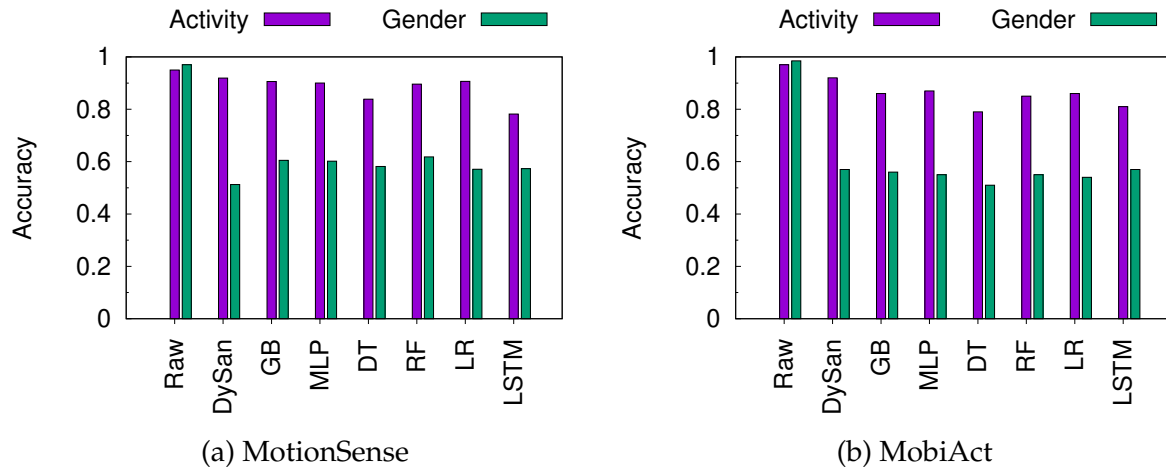 Activity Gender
1
0.8
0.6
0.4
0.2
0
Accuracy
Raw
DySan
GB
MLP
DT
RF
LR
LSTM
(a) MotionSense
Activity Gender
1
0.8
0.6
0.4
0.2
0
Accuracy
Raw
DySan
GB
MLP
DT
RF
LR
LSTM
(b) MobiAct